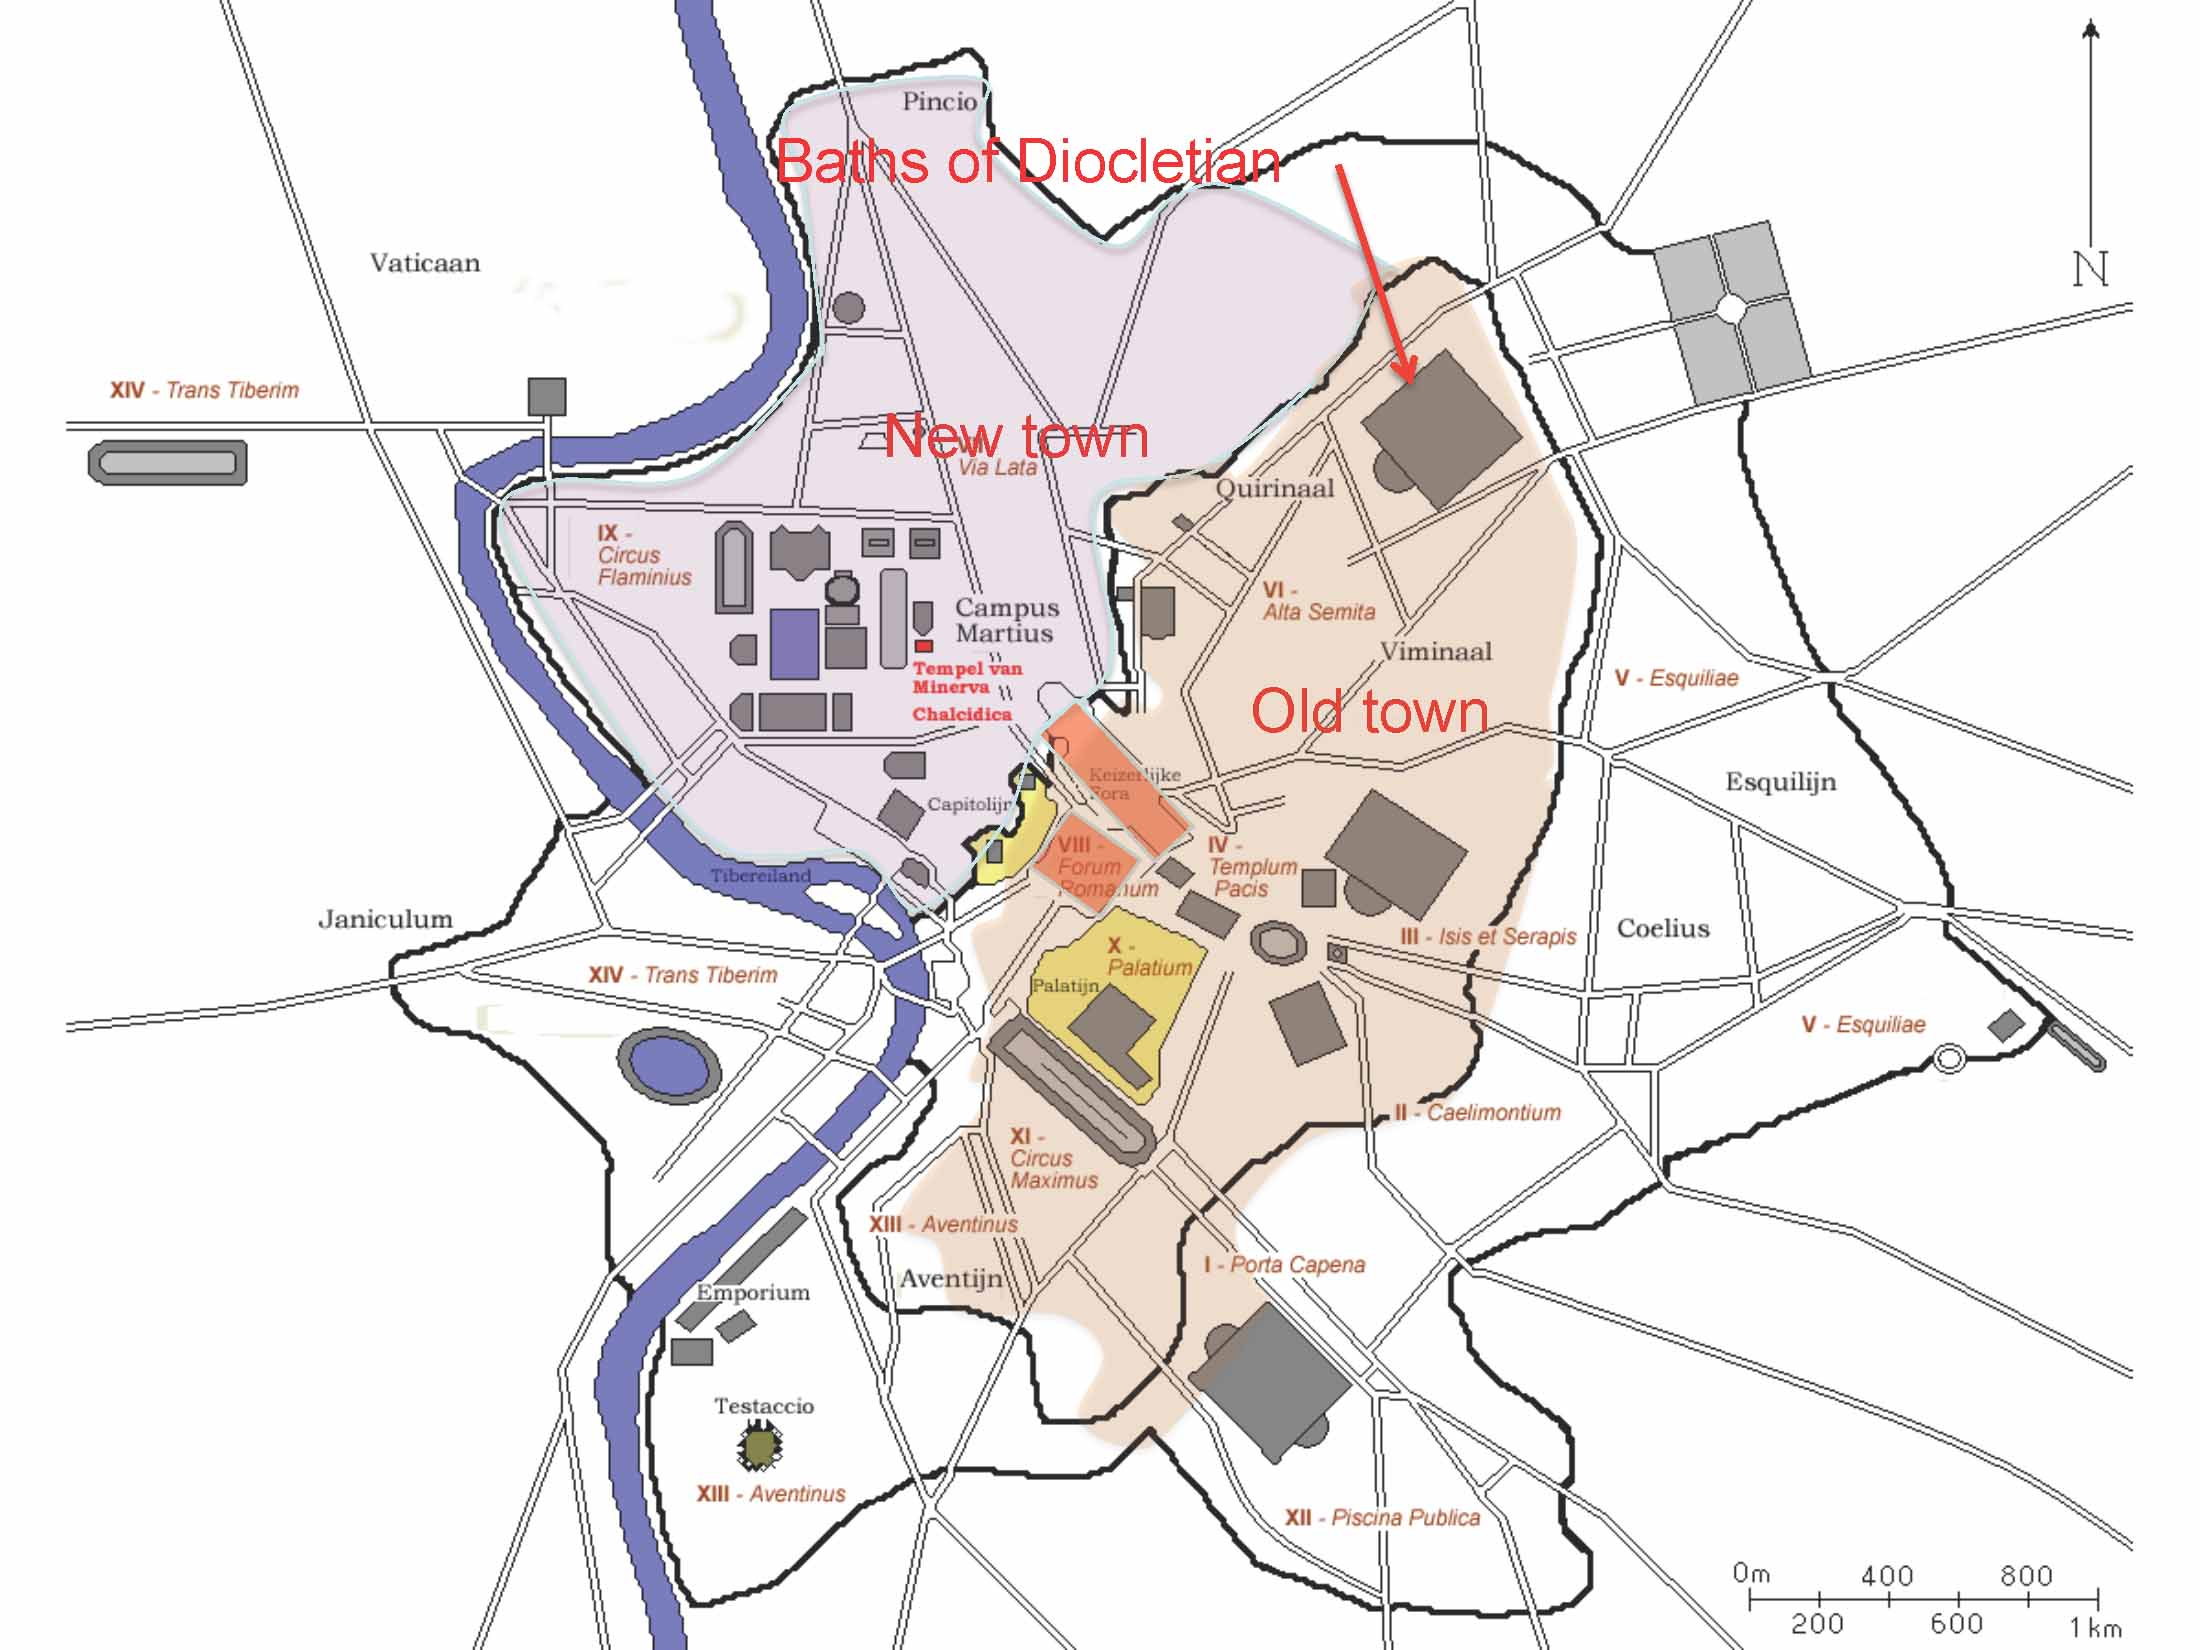 Pincio
Baths of Diocletian
Vaticaan
N
XIV - Trans Tiberim
New town
Via Lata
Quirinaal
IX -
Circus
Flaminius
VI -
Alta Semita
Campus
Martius
Viminaal
Tempel van
Minerva
Chalcidica
V - Esquiliae
Old town
Keizerlijke
Fora
Esquilijn
Capitolijn
VIII -
Forum
Romanum
IV -
Templum
Pacis
Tibereiland
Janiculum
Coelius
III - Isis et Serapis
X -
Palatium
XIV - Trans Tiberim
Palatijn
V - Esquiliae
II - Caelimontium
XI -
Circus
Maximus
XIII - Aventinus
I - Porta Capena
Aventijn
Emporium
Testaccio
XIII - Aventinus
XII - Piscina Publica
0m 400 800
200 600 1km